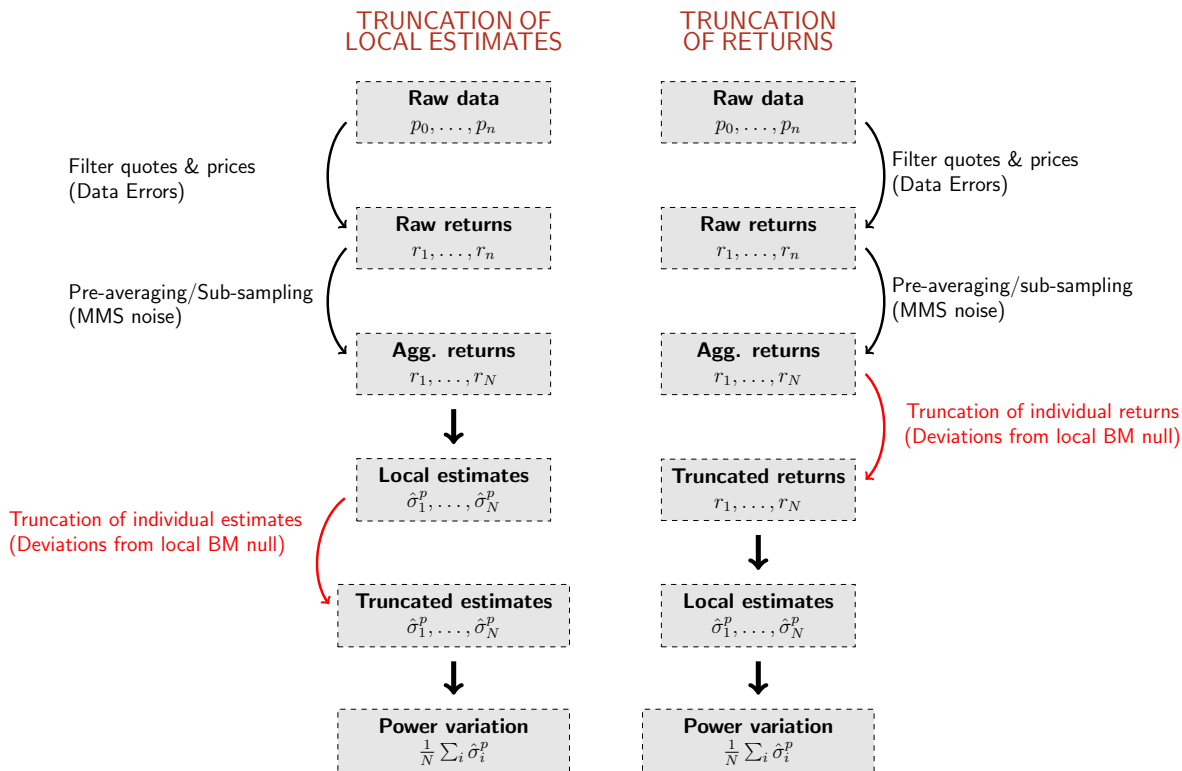 TRUNCATION OF
LOCAL ESTIMATES
Raw data
p_0, . . . , p_n
Filter quotes & prices
(Data Errors)
Raw returns
r_1, . . . , r_n
Pre-averaging/Sub-sampling
(MMS noise)
Agg. returns
r_1, . . . , r_N
Local estimates
σ̂_1^p, . . . , σ̂_N^p
Truncation of individual estimates
(Deviations from local BM null)
Truncated estimates
σ̂_1^p, . . . , σ̂_N^p
Power variation
1/N ∑_i σ̂_i^p
TRUNCATION
OF RETURNS
Raw data
p_0, . . . , p_n
Filter quotes & prices
(Data Errors)
Raw returns
r_1, . . . , r_n
Pre-averaging/sub-sampling
(MMS noise)
Agg. returns
r_1, . . . , r_N
Truncation of individual returns
(Deviations from local BM null)
Truncated returns
r_1, . . . , r_N
Local estimates
σ̂_1^p, . . . , σ̂_N^p
Power variation
1/N ∑_i σ̂_i^p